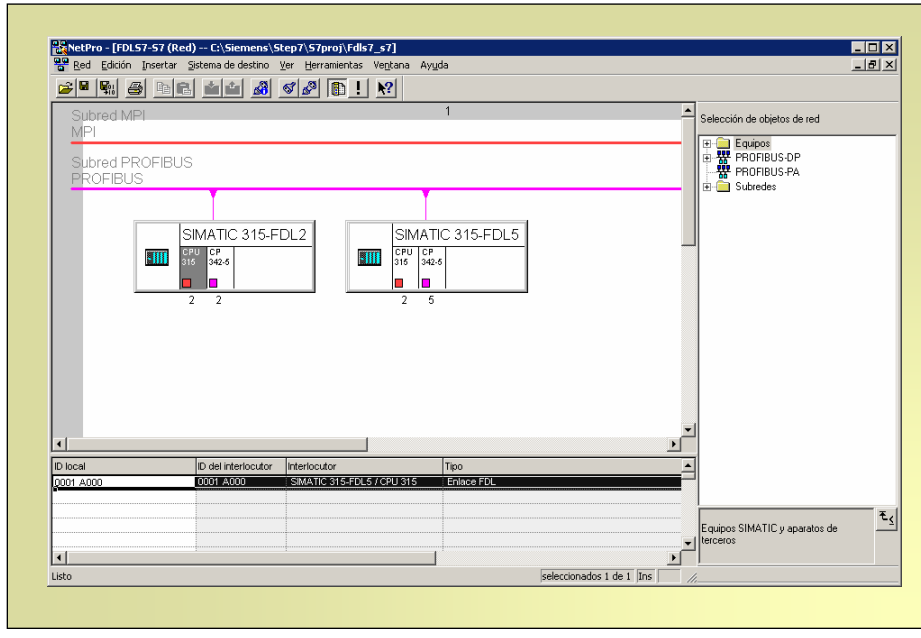 NetPro - [FDLS7-S7 (Red) -- C:\Siemens\Step7\S7proj\Fdls7_s7]
Red Edición Insertar Sistema de destino Ver Herramientas Ventana Ayuda
1
Subred MPI
MPI
Subred PROFIBUS
PROFIBUS
SIMATIC 315-FDL2
CPU 315
CP 342-5
2 2
SIMATIC 315-FDL5
CPU 315
CP 342-5
2 5
Selección de objetos de red
Equipos
PROFIBUS-DP
PROFIBUS-PA
Subredes
ID local ID del interlocutor Interlocutor Tipo
0001 A000 0001 A000 SIMATIC 315-FDL5 / CPU 315 Enlace FDL
Equipos SIMATIC y aparatos de
terceros
Listo seleccionados 1 de 1 Ins